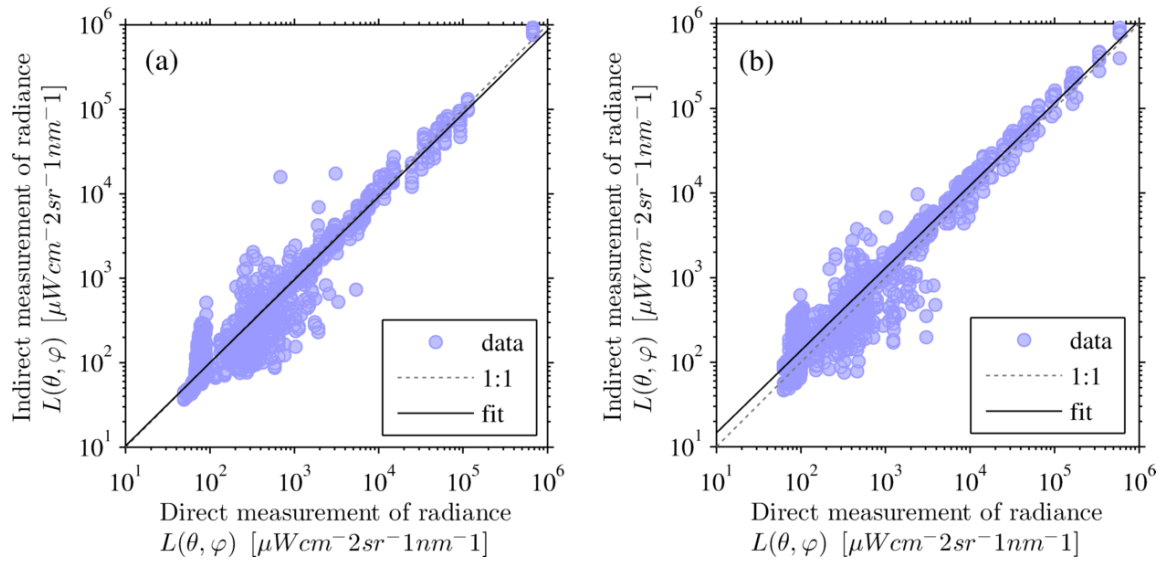 (a)
10^6
10^5
10^4
10^3
10^2
10^1
Indirect measurement of radiance
L(θ, φ) [μWcm−2sr−1nm−1]
data
1:1
fit
10^1 10^2 10^3 10^4 10^5 10^6
Direct measurement of radiance
L(θ, φ) [μWcm−2sr−1nm−1]
(b)
10^6
10^5
10^4
10^3
10^2
10^1
Indirect measurement of radiance
L(θ, φ) [μWcm−2sr−1nm−1]
data
1:1
fit
10^1 10^2 10^3 10^4 10^5 10^6
Direct measurement of radiance
L(θ, φ) [μWcm−2sr−1nm−1]